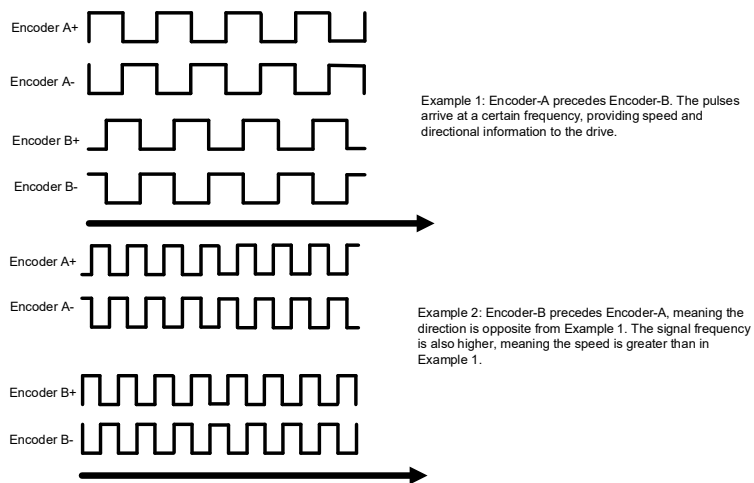 Encoder A+
Encoder A-
Example 1: Encoder-A precedes Encoder-B. The pulses
arrive at a certain frequency, providing speed and
directional information to the drive.
Encoder B+
Encoder B-
Encoder A+
Encoder A-
Example 2: Encoder-B precedes Encoder-A, meaning the
direction is opposite from Example 1. The signal frequency
is also higher, meaning the speed is greater than in
Example 1.
Encoder B+
Encoder B-